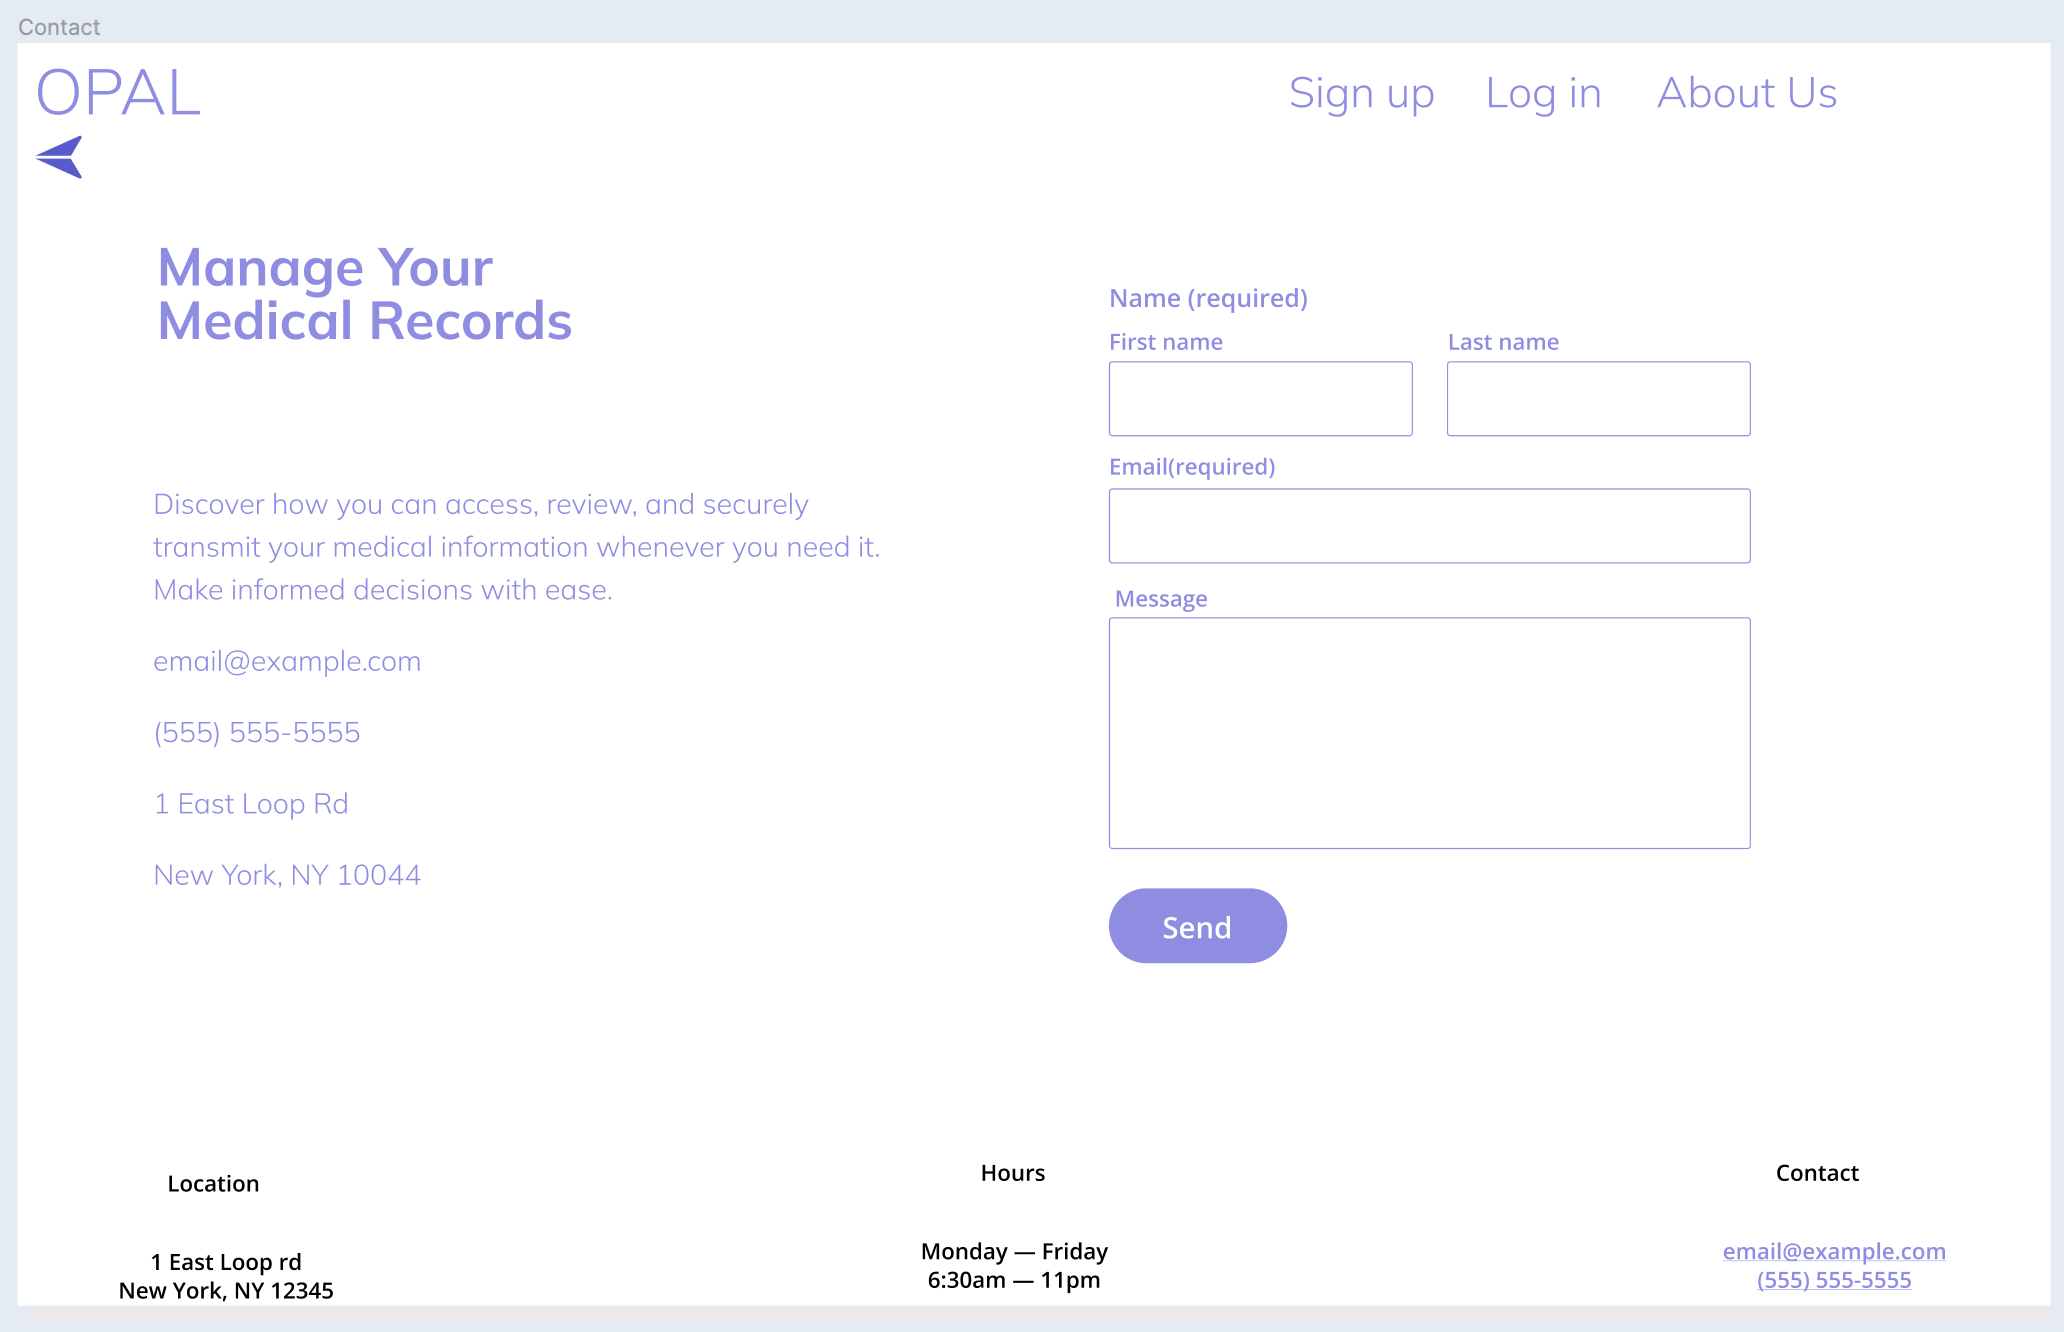 Contact
OPAL
Sign up
Log in
About Us
Manage Your
Medical Records
Discover how you can access, review, and securely
transmit your medical information whenever you need it.
Make informed decisions with ease.
email@example.com
(555) 555-5555
1 East Loop Rd
New York, NY 10044
Name (required)
First name
Last name
Email(required)
Message
Send
Location
1 East Loop rd
New York, NY 12345
Hours
Monday — Friday
6:30am — 11pm
Contact
email@example.com
(555) 555-5555